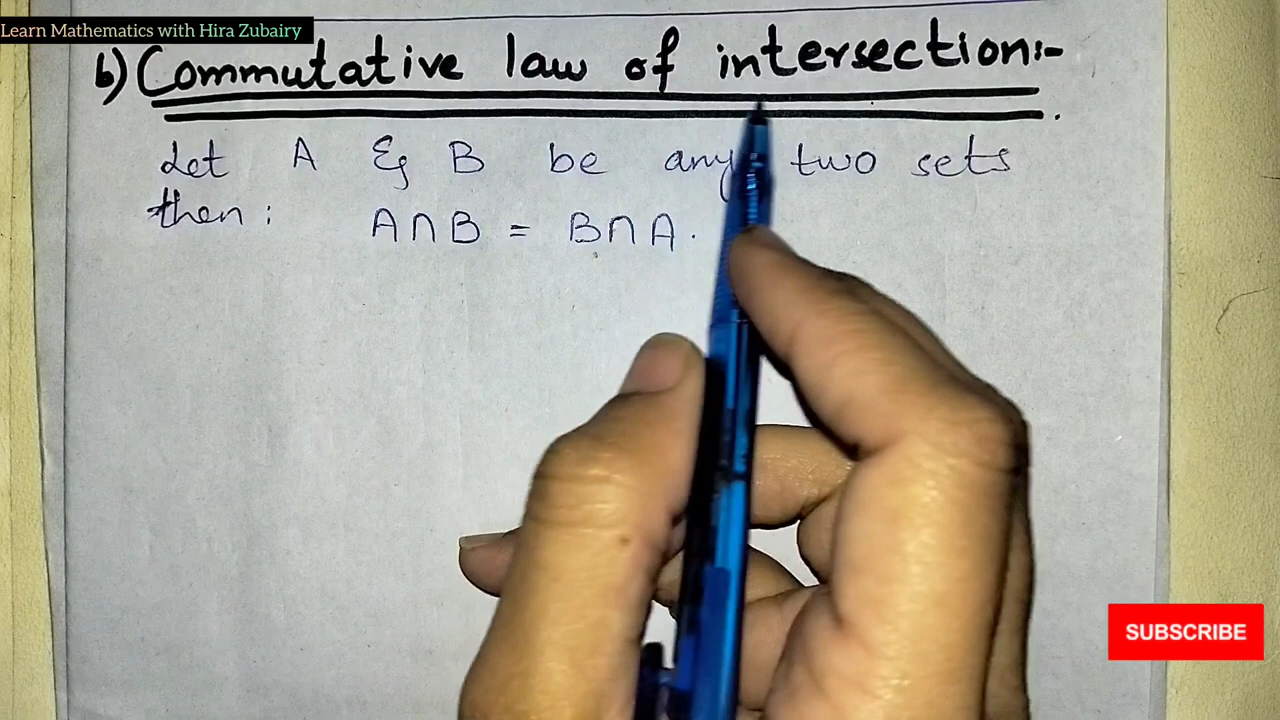 Learn Mathematics with Hira Zubairy
b) Commutative law of intersection:-
Let A & B be any two sets
then: A∩B = B∩A.
SUBSCRIBE